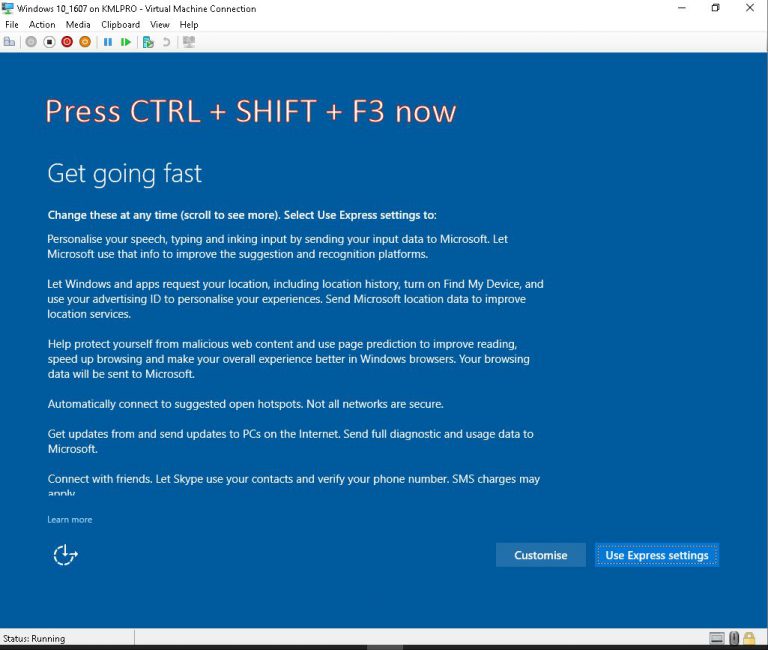 Windows 10_1607 on KMLPRO - Virtual Machine Connection
File Action Media Clipboard View Help
Press CTRL + SHIFT + F3 now
Get going fast
Change these at any time (scroll to see more). Select Use Express settings to:
Personalise your speech, typing and inking input by sending your input data to Microsoft. Let
Microsoft use that info to improve the suggestion and recognition platforms.
Let Windows and apps request your location, including location history, turn on Find My Device, and
use your advertising ID to personalise your experiences. Send Microsoft location data to improve
location services.
Help protect yourself from malicious web content and use page prediction to improve reading,
speed up browsing and make your overall experience better in Windows browsers. Your browsing
data will be sent to Microsoft.
Automatically connect to suggested open hotspots. Not all networks are secure.
Get updates from and send updates to PCs on the Internet. Send full diagnostic and usage data to
Microsoft.
Connect with friends. Let Skype use your contacts and verify your phone number. SMS charges may
apply.
Learn more
Customise
Use Express settings
Status: Running